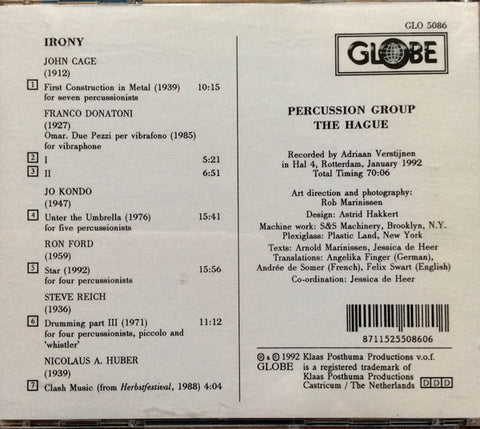 IRONY
JOHN CAGE
(1912)
1 First Construction in Metal (1939) 10:15
for seven percussionists
FRANCO DONATONI
(1927)
Omar. Due Pezzi per vibrafono (1985)
for vibraphone
2 I 5:21
3 II 6:51
JO KONDO
(1947)
4 Unter the Umbrella (1976) 15:41
for five percussionists
RON FORD
(1959)
5 Star (1992) 15:56
for four percussionists
STEVE REICH
(1936)
6 Drumming part III (1971) 11:12
for four percussionists, piccolo and
'whistler'
NICOLAUS A. HUBER
(1939)
7 Clash Music (from Herbstfestival, 1988) 4:04
GLO 5086
GLOBE
PERCUSSION GROUP
THE HAGUE
Recorded by Adriaan Verstijnen
in Hal 4, Rotterdam, January 1992
Total Timing 70:06
Art direction and photography:
Rob Marinissen
Design: Astrid Hakkert
Machine work: S&S Machinery, Brooklyn, N.Y.
Plexiglass: Plastic Land, New York
Texts: Arnold Marinissen, Jessica de Heer
Translations: Angelika Finger (German),
Andrée de Somer (French), Felix Swart (English)
Co-ordination: Jessica de Heer
8711525508606
℗ & © 1992 Klaas Posthuma Productions v.o.f.
GLOBE is a registered trademark of
Klaas Posthuma Productions
Castricum / The Netherlands DDD